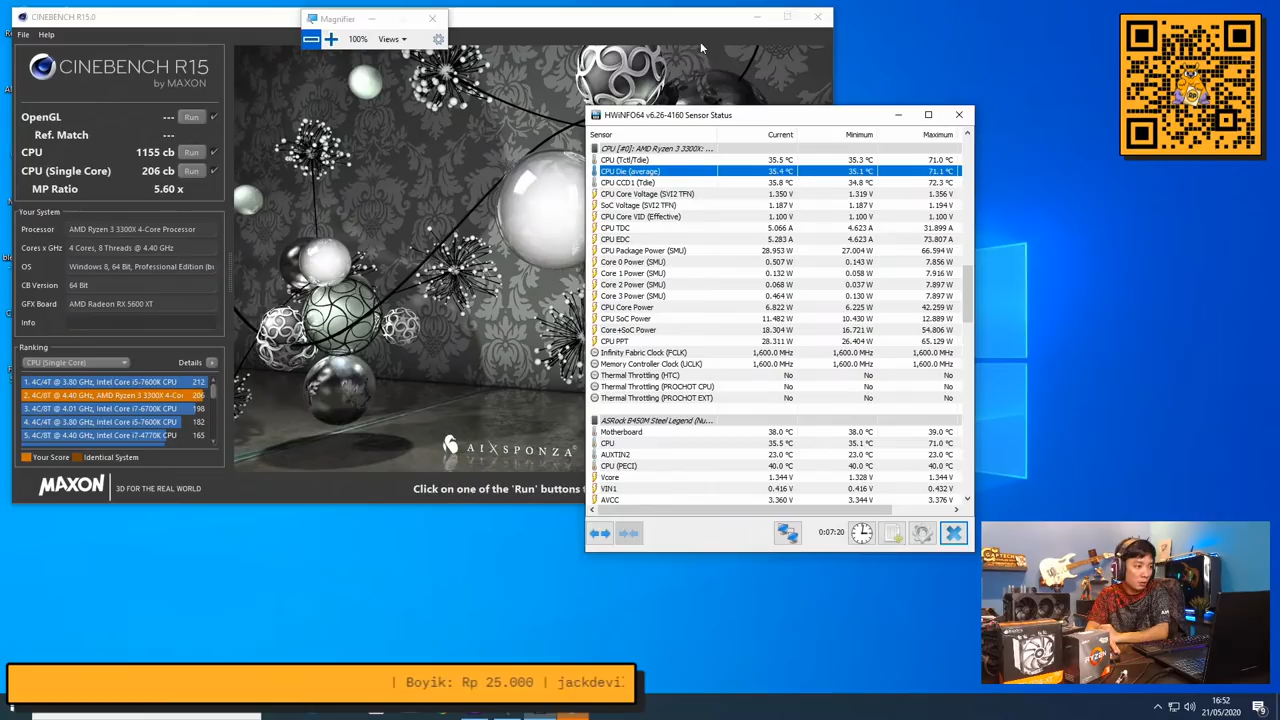 CINEBENCH R15.0
Magnifier
File Help
100% Views
CINEBENCH R15
by MAXON
OpenGL --- Run
Ref. Match ---
CPU 1155 cb Run
CPU (Single Core) 206 cb Run
MP Ratio 5.60 x
Your System
Processor AMD Ryzen 3 3300X 4-Core Processor
Cores x GHz 4 Cores, 8 Threads @ 4.40 GHz
OS Windows 8, 64 Bit, Professional Edition (bu
CB Version 64 Bit
GFX Board AMD Radeon RX 5600 XT
Info
Ranking
CPU (Single Core) Details
1. 4C/4T @ 3.80 GHz, Intel Core i5-7600K CPU 212
2. 4C/8T @ 4.40 GHz, AMD Ryzen 3 3300X 4-Cor 206
3. 4C/8T @ 4.01 GHz, Intel Core i7-6700K CPU 198
4. 4C/4T @ 3.80 GHz, Intel Core i5-7600K CPU 182
5. 4C/8T @ 4.40 GHz, Intel Core i7-4770K CPU 165
Your Score Identical System
MAXON 3D FOR THE REAL WORLD
AIXSPONZA
Click on one of the 'Run' buttons t
HWiNFO64 v6.26-4160 Sensor Status
Sensor Current Minimum Maximum
CPU [#0]: AMD Ryzen 3 3300X: ...
CPU (Tctl/Tdie) 35.5 °C 35.3 °C 71.0 °C
CPU Die (average) 35.4 °C 35.1 °C 71.1 °C
CPU CCD1 (Tdie) 35.8 °C 34.8 °C 72.3 °C
CPU Core Voltage (SVI2 TFN) 1.350 V 1.319 V 1.356 V
SoC Voltage (SVI2 TFN) 1.187 V 1.187 V 1.194 V
CPU Core VID (Effective) 1.100 V 1.100 V 1.100 V
CPU TDC 5.066 A 4.623 A 31.899 A
CPU EDC 5.283 A 4.623 A 73.807 A
CPU Package Power (SMU) 28.953 W 27.004 W 66.594 W
Core 0 Power (SMU) 0.507 W 0.143 W 7.856 W
Core 1 Power (SMU) 0.132 W 0.058 W 7.916 W
Core 2 Power (SMU) 0.068 W 0.037 W 7.897 W
Core 3 Power (SMU) 0.464 W 0.130 W 7.897 W
CPU Core Power 6.822 W 6.225 W 42.259 W
CPU SoC Power 11.482 W 10.430 W 12.889 W
Core+SoC Power 18.304 W 16.721 W 54.806 W
CPU PPT 28.311 W 26.404 W 65.129 W
Infinity Fabric Clock (FCLK) 1,600.0 MHz 1,600.0 MHz 1,600.0 MHz
Memory Controller Clock (UCLK) 1,600.0 MHz 1,600.0 MHz 1,600.0 MHz
Thermal Throttling (HTC) No No No
Thermal Throttling (PROCHOT CPU) No No No
Thermal Throttling (PROCHOT EXT) No No No
ASRock B450M Steel Legend (Nu...
Motherboard 38.0 °C 38.0 °C 39.0 °C
CPU 35.5 °C 35.1 °C 71.0 °C
AUXTIN2 23.0 °C 23.0 °C 23.0 °C
CPU (PECI) 40.0 °C 40.0 °C 40.0 °C
Vcore 1.344 V 1.328 V 1.344 V
VIN1 0.416 V 0.416 V 0.432 V
AVCC 3.360 V 3.344 V 3.376 V
0:07:20
RYZEN
| Boyik: Rp 25.000 | jackdevi
16:52
21/05/2020